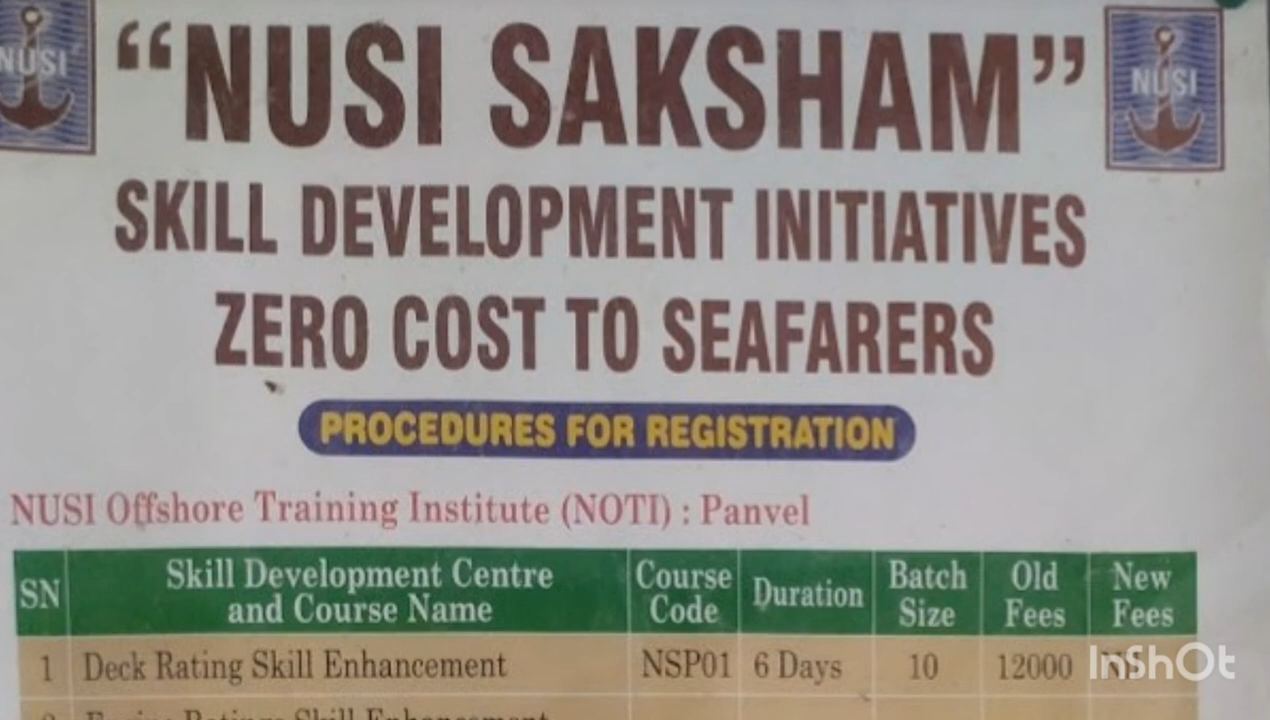 NUSI
"NUSI SAKSHAM"
NUSI
SKILL DEVELOPMENT INITIATIVES
ZERO COST TO SEAFARERS
PROCEDURES FOR REGISTRATION
NUSI Offshore Training Institute (NOTI) : Panvel
SN Skill Development Centre and Course Name Course Code Duration Batch Size Old Fees New Fees
1 Deck Rating Skill Enhancement NSP01 6 Days 10 12000
InShOt